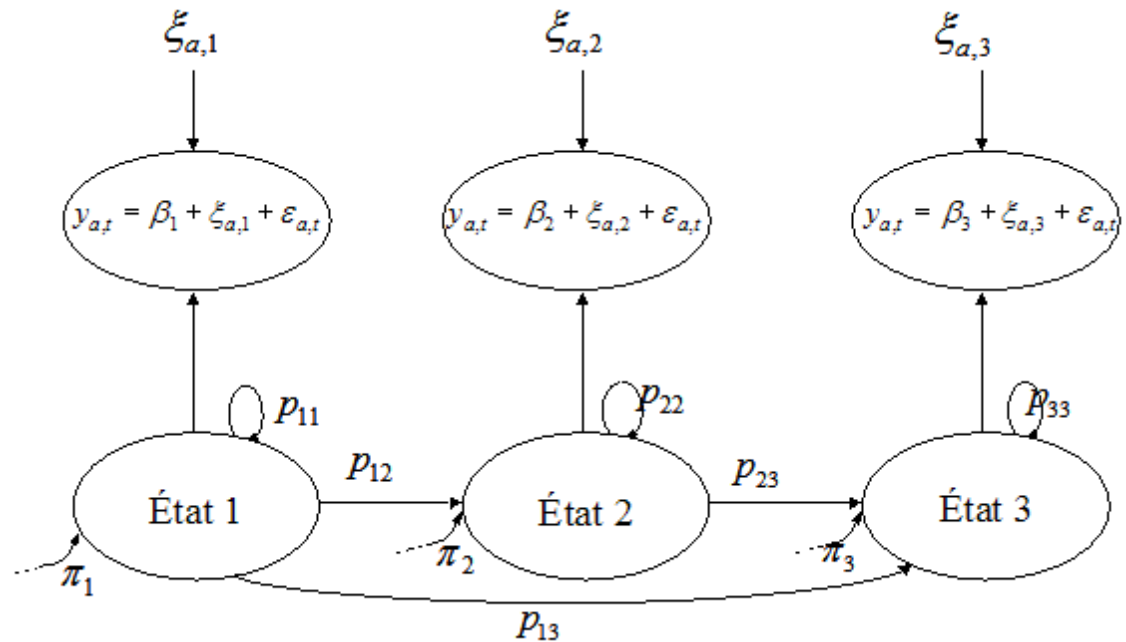 ξₐ,₁ ξₐ,₂ ξₐ,₃
yₐ,ₜ = β₁ + ξₐ,₁ + εₐ,ₜ yₐ,ₜ = β₂ + ξₐ,₂ + εₐ,ₜ yₐ,ₜ = β₃ + ξₐ,₃ + εₐ,ₜ
p₁₁ p₂₂ p₃₃
p₁₂ p₂₃
État 1 État 2 État 3
π₁ π₂ π₃
p₁₃